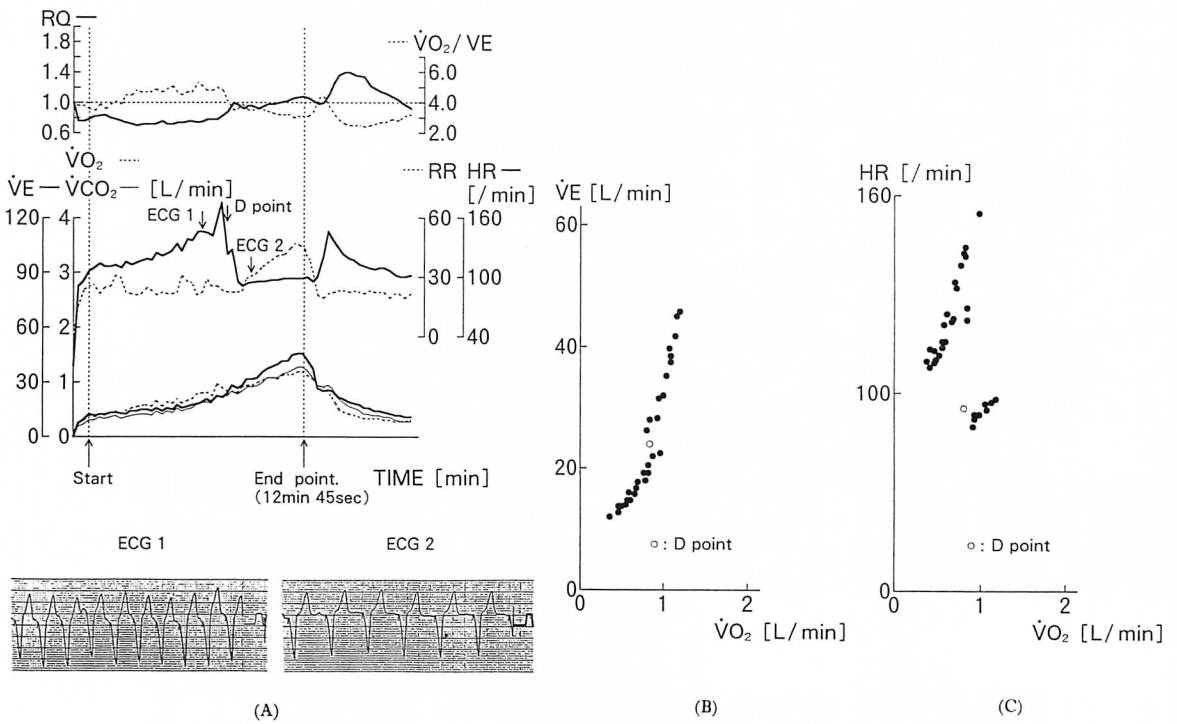 RQ —
1.8
1.4
1.0
0.6
····· V̇O₂/VE
6.0
4.0
2.0
V̇O₂ ·····
V̇E — V̇CO₂ — [L/min]
····· RR HR —
[/min]
120 4
90 3
60 2
30 1
0 0
60 160
30 100
0 40
ECG 1
D point
ECG 2
Start
End point.
(12min 45sec)
TIME [min]
ECG 1
ECG 2
(A)
V̇E [L/min]
60
40
20
0
○ : D point
0 1 2
V̇O₂ [L/min]
(B)
HR [/min]
160
100
0
○ : D point
0 1 2
V̇O₂ [L/min]
(C)